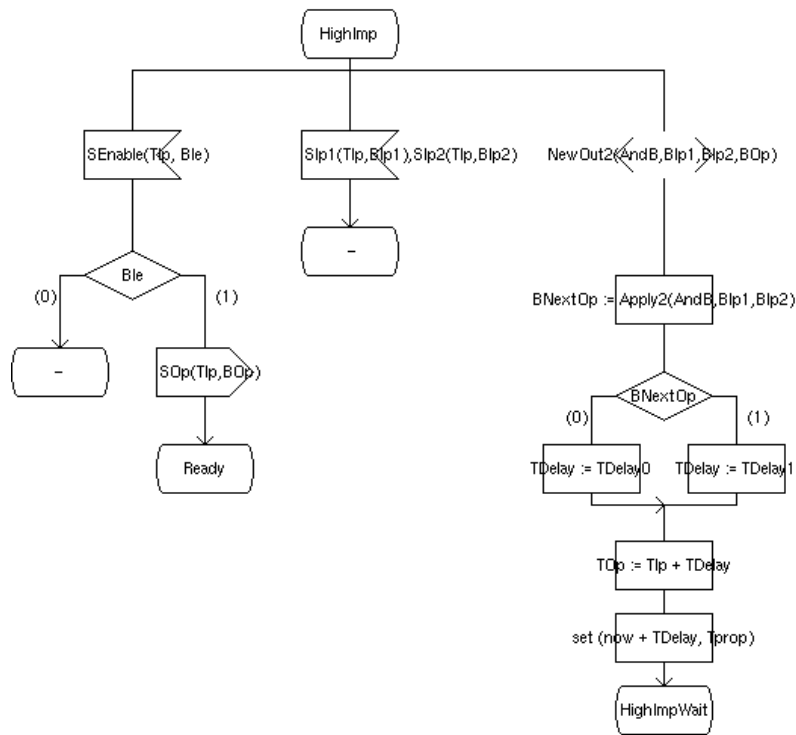 HighImp
SEnable(TIp, Ble)
SIp1(TIp,BIp1),SIp2(TIp,BIp2)
NewOut2(AndB,BIp1,BIp2,BOp)
Ble
(0)
(1)
-
BNextOp := Apply2(AndB,BIp1,BIp2)
-
SOp(TIp,BOp)
BNextOp
(0)
(1)
Ready
TDelay := TDelay0
TDelay := TDelay1
TOp := TIp + TDelay
set (now + TDelay, Tprop)
HighImpWait